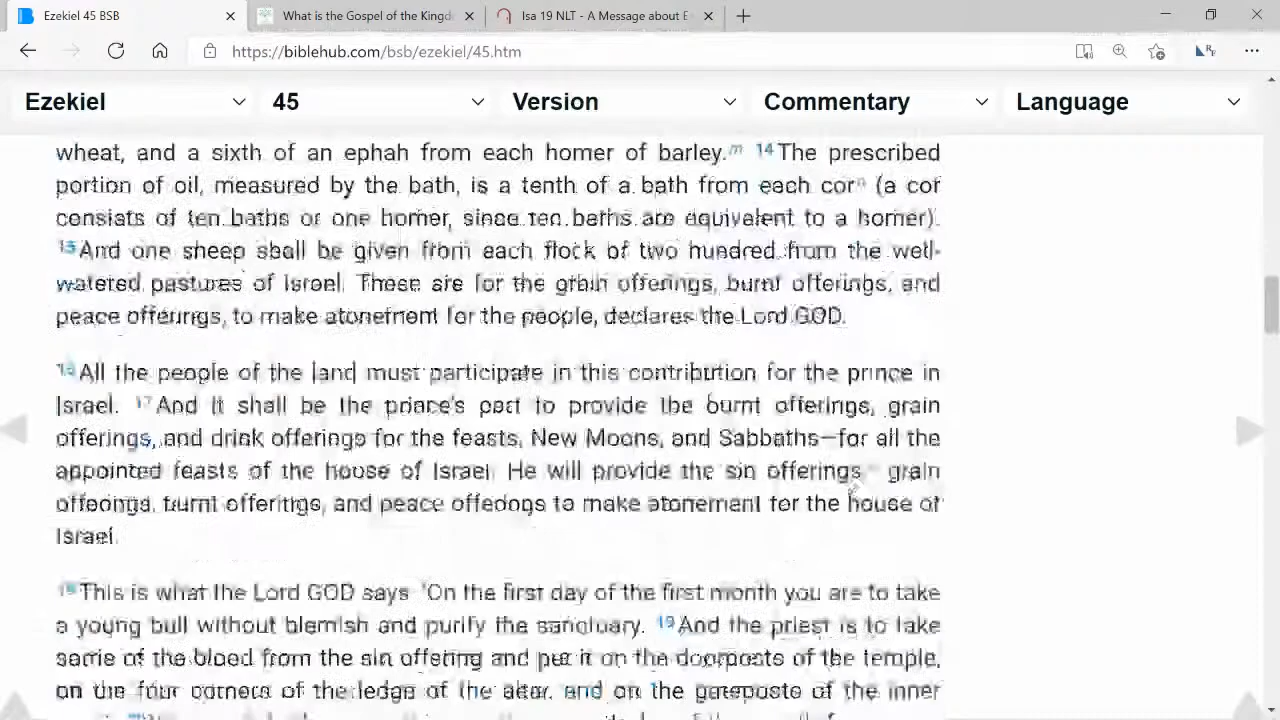 Ezekiel 45 BSB
What is the Gospel of the Kingd
Isa 19 NLT - A Message about E
https://biblehub.com/bsb/ezekiel/45.htm
Ezekiel 45 Version Commentary Language
wheat, and a sixth of an ephah from each homer of barley.m 14 The prescribed
portion of oil, measured by the bath, is a tenth of a bath from each cor n (a cor
consists of ten baths or one homer, since ten baths are equivalent to a homer).
15 And one sheep shall be given from each flock of two hundred from the well-
watered pastures of Israel. These are for the grain offerings, burnt offerings, and
peace offerings, to make atonement for the people, declares the Lord GOD.
16 All the people of the land must participate in this contribution for the prince in
Israel. 17 And it shall be the prince's part to provide the burnt offerings, grain
offerings, and drink offerings for the feasts, New Moons, and Sabbaths—for all the
appointed feasts of the house of Israel. He will provide the sin offerings, grain
offerings, burnt offerings, and peace offerings to make atonement for the house of
Israel.
18 This is what the Lord GOD says: 'On the first day of the first month you are to take
a young bull without blemish and purify the sanctuary. 19 And the priest is to take
some of the blood from the sin offering and put it on the doorposts of the temple,
on the four corners of the ledge of the altar, and on the gateposts of the inner